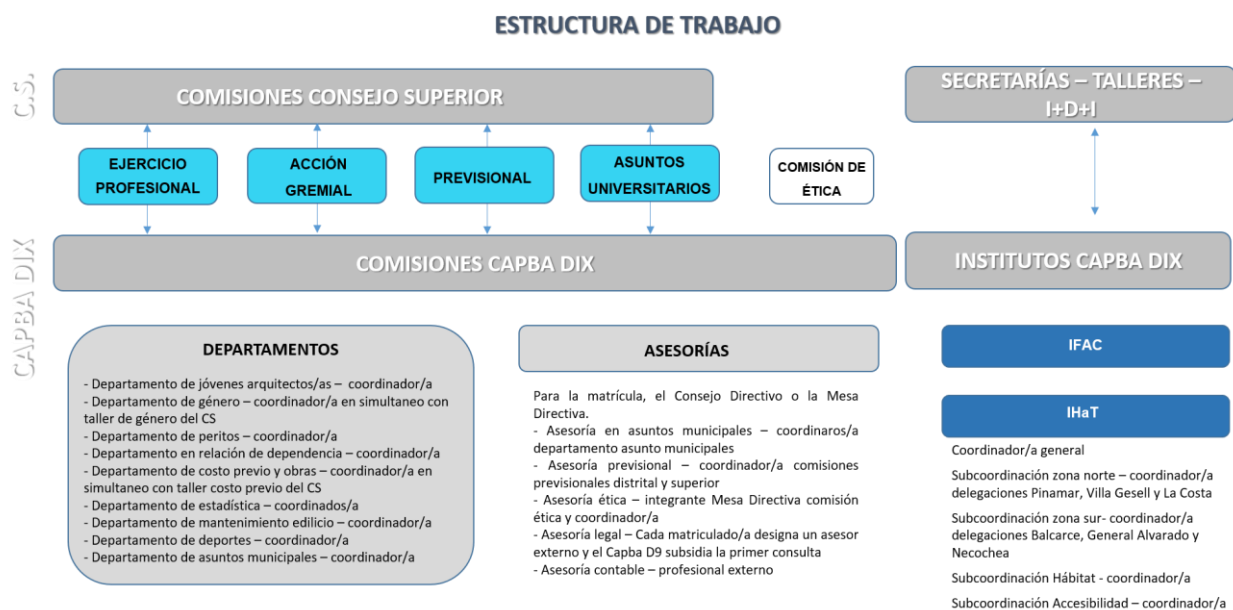 ESTRUCTURA DE TRABAJO
C.S.
COMISIONES CONSEJO SUPERIOR
SECRETARÍAS – TALLERES –
I+D+I
EJERCICIO
PROFESIONAL
ACCIÓN
GREMIAL
PREVISIONAL
ASUNTOS
UNIVERSITARIOS
COMISIÓN DE
ÉTICA
CAPBA DIX
COMISIONES CAPBA DIX
INSTITUTOS CAPBA DIX
DEPARTAMENTOS
- Departamento de jóvenes arquitectos/as – coordinador/a
- Departamento de género – coordinador/a en simultaneo con
taller de género del CS
- Departamento de peritos – coordinador/a
- Departamento en relación de dependencia – coordinador/a
- Departamento de costo previo y obras – coordinador/a en
simultaneo con taller costo previo del CS
- Departamento de estadística – coordinados/a
- Departamento de mantenimiento edilicio – coordinador/a
- Departamento de deportes – coordinador/a
- Departamento de asuntos municipales – coordinador/a
ASESORÍAS
Para la matrícula, el Consejo Directivo o la Mesa
Directiva.
- Asesoría en asuntos municipales – coordinaros/a
departamento asunto municipales
- Asesoría previsional – coordinador/a comisiones
previsionales distrital y superior
- Asesoría ética – integrante Mesa Directiva comisión
ética y coordinador/a
- Asesoría legal – Cada matriculado/a designa un asesor
externo y el Capba D9 subsidia la primer consulta
- Asesoría contable – profesional externo
IFAC
IHaT
Coordinador/a general
Subcoordinación zona norte – coordinador/a
delegaciones Pinamar, Villa Gesell y La Costa
Subcoordinación zona sur- coordinador/a
delegaciones Balcarce, General Alvarado y
Necochea
Subcoordinación Hábitat - coordinador/a
Subcoordinación Accesibilidad – coordinador/a